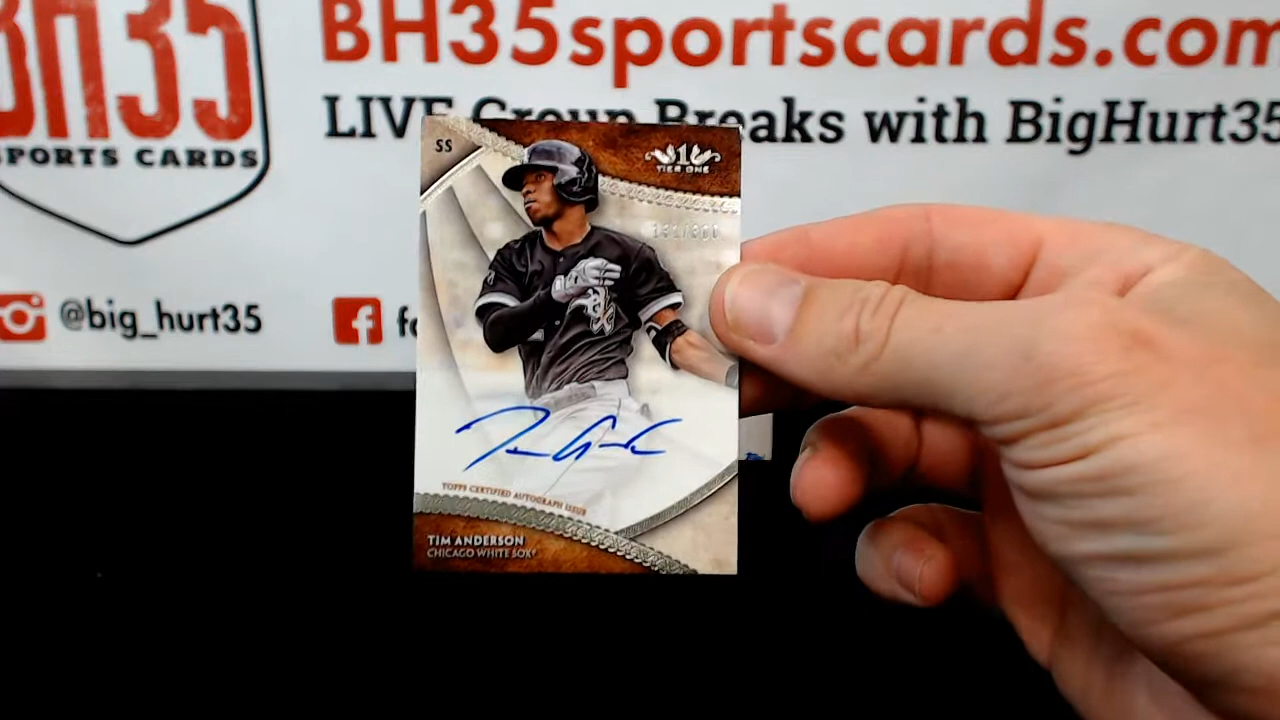 BH35
SPORTS CARDS
BH35sportscards.com
LIVE Group Breaks with BigHurt35
@big_hurt35
SS
1
TIER ONE
TOPPS CERTIFIED AUTOGRAPH ISSUE
TIM ANDERSON
CHICAGO WHITE SOX